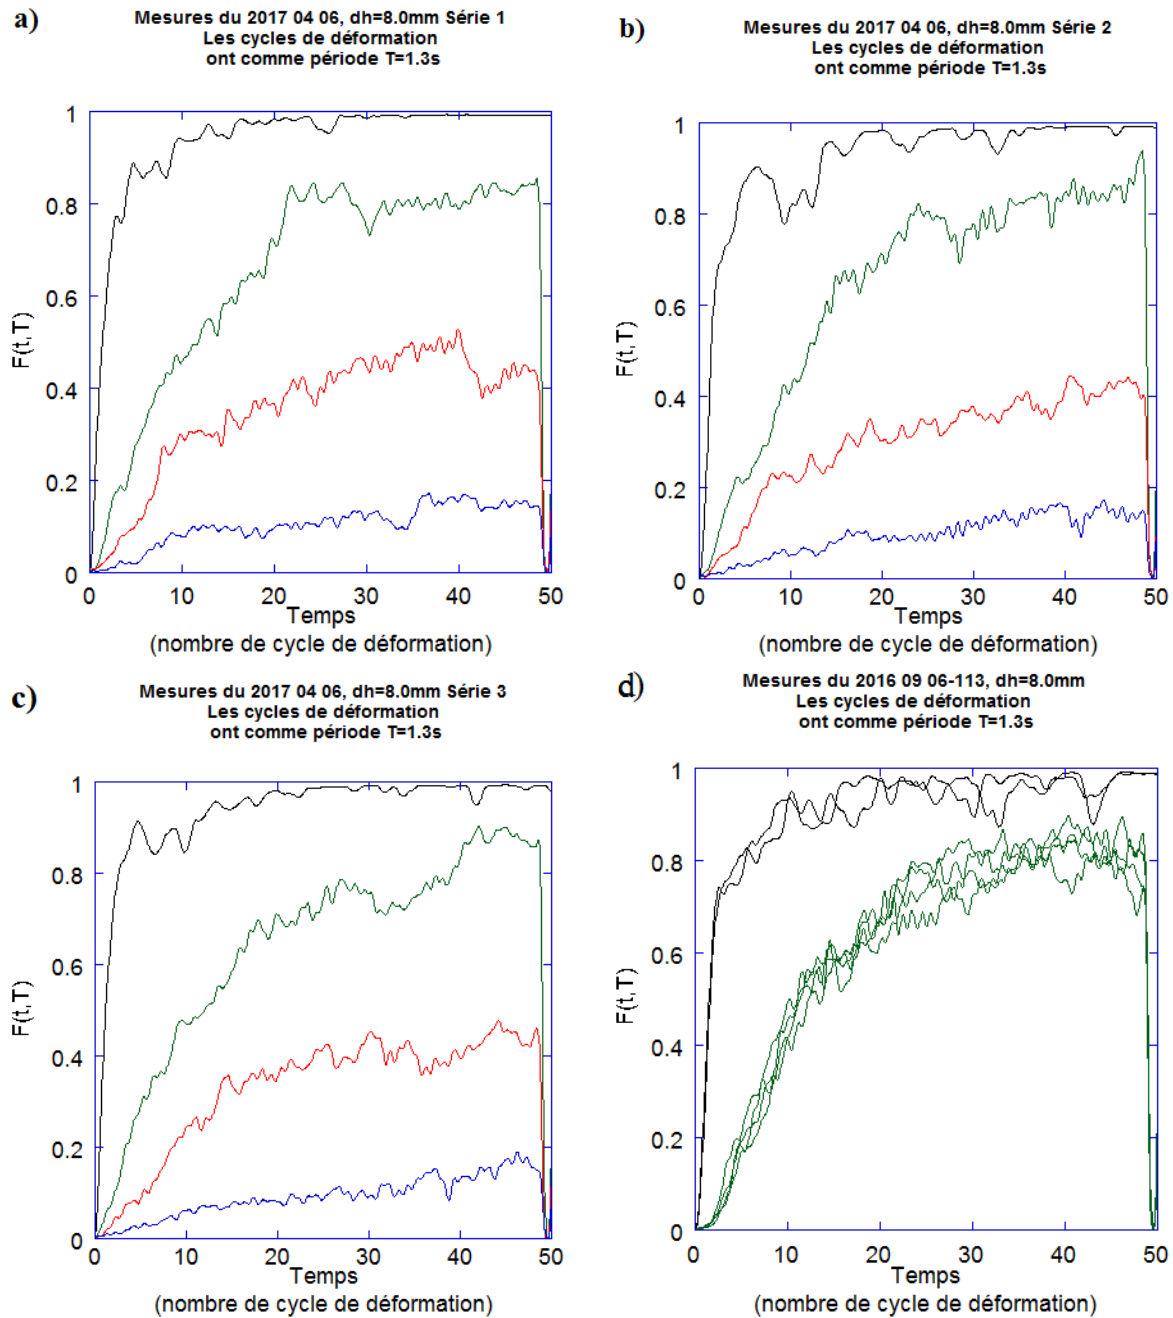 a)
Mesures du 2017 04 06, dh=8.0mm Série 1
Les cycles de déformation
ont comme période T=1.3s
1
0.8
0.6
0.4
0.2
0
F(t,T)
0 10 20 30 40 50
Temps
(nombre de cycle de déformation)
b)
Mesures du 2017 04 06, dh=8.0mm Série 2
Les cycles de déformation
ont comme période T=1.3s
1
0.8
0.6
0.4
0.2
0
F(t,T)
0 10 20 30 40 50
Temps
(nombre de cycle de déformation)
c)
Mesures du 2017 04 06, dh=8.0mm Série 3
Les cycles de déformation
ont comme période T=1.3s
1
0.8
0.6
0.4
0.2
0
F(t,T)
0 10 20 30 40 50
Temps
(nombre de cycle de déformation)
d)
Mesures du 2016 09 06-113, dh=8.0mm
Les cycles de déformation
ont comme période T=1.3s
1
0.8
0.6
0.4
0.2
0
F(t,T)
0 10 20 30 40 50
Temps
(nombre de cycle de déformation)